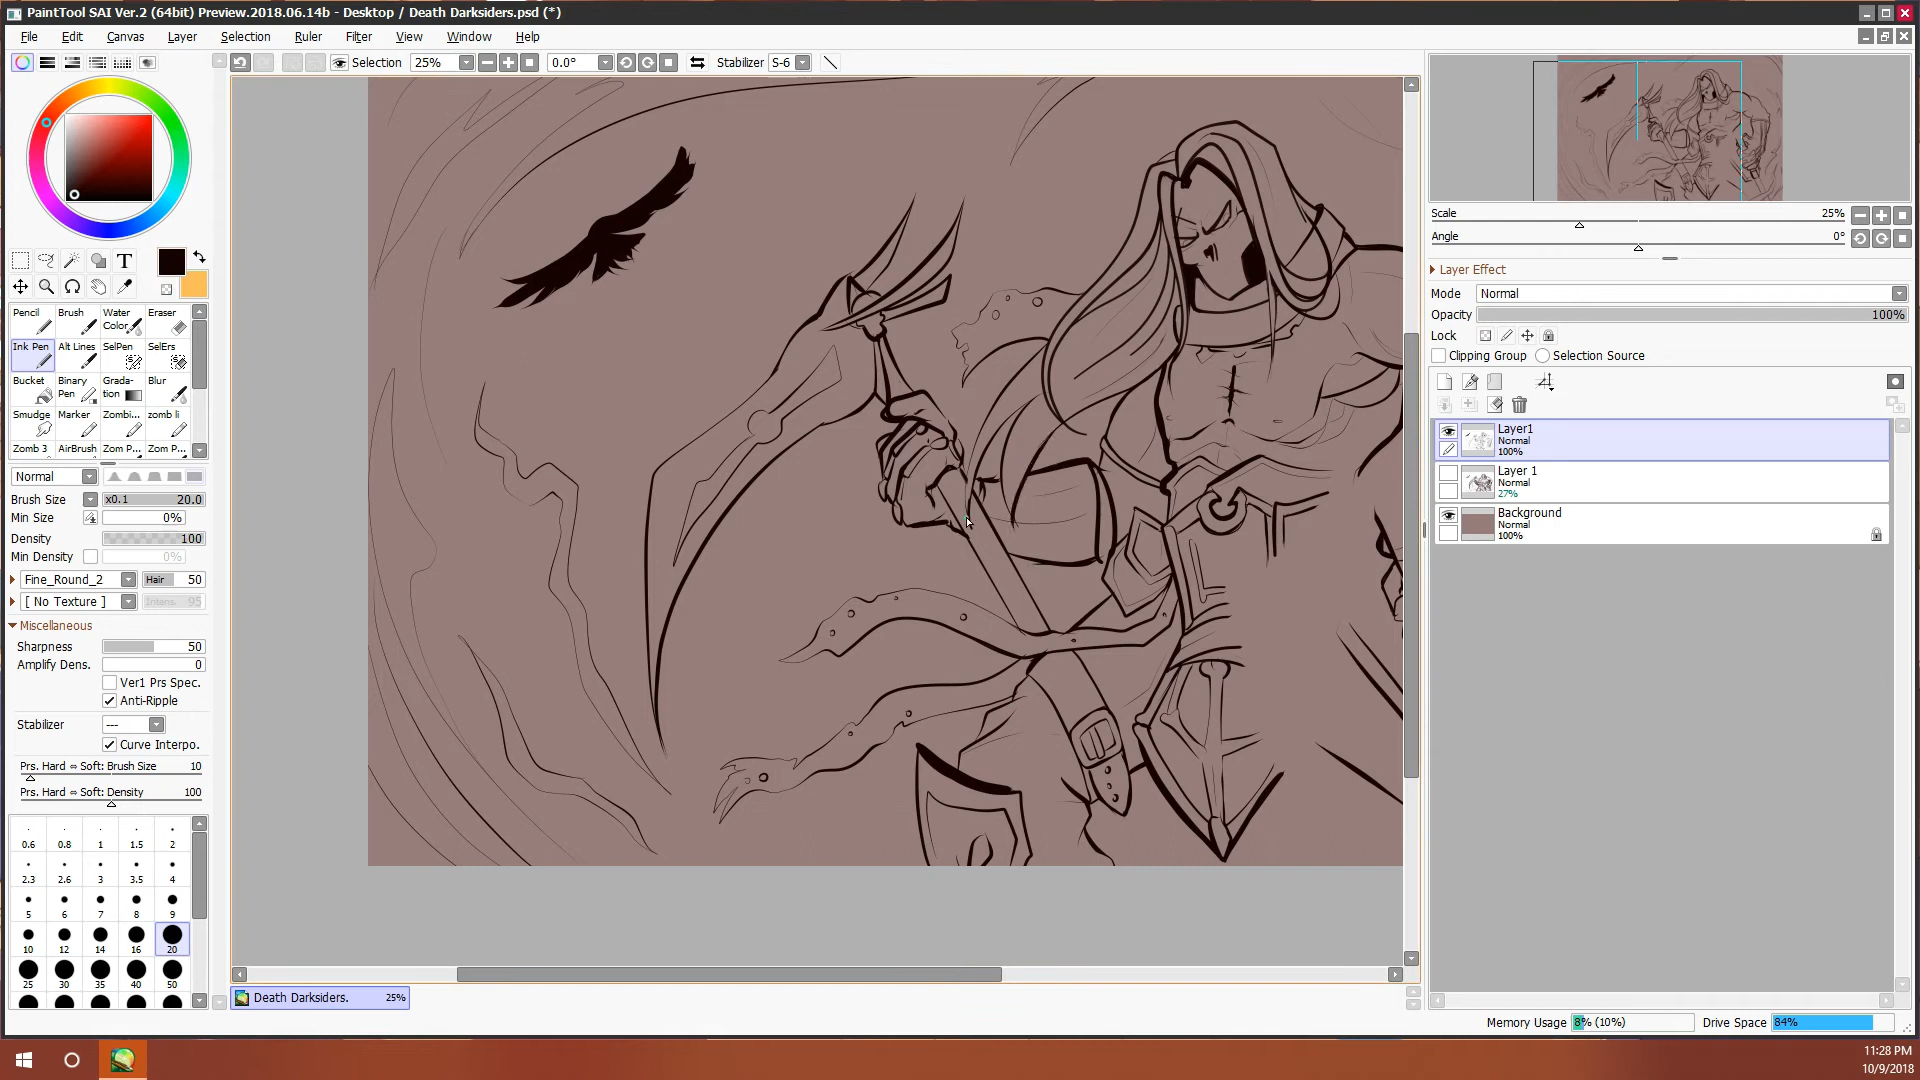 PaintTool SAI Ver.2 (64bit) Preview.2018.06.14b - Desktop / Death Darksiders.psd (*)
File Edit Canvas Layer Selection Ruler Filter View Window Help
Selection 25% 0.0° Stabilizer S-6
Scale 25%
Angle 0°
Layer Effect
Mode Normal
Opacity 100%
Lock
Clipping Group Selection Source
Layer1
Normal
100%
Layer 1
Normal
27%
Background
Normal
100%
T
Pencil Brush Water Color Eraser
Ink Pen Alt Lines SelPen SelErs
Bucket Binary Pen Grada-tion Blur
Smudge Marker Zombi... zomb li
Zomb 3 AirBrush Zom P... Zom P...
Normal
Brush Size x0.1 20.0
Min Size 0%
Density 100
Min Density 0%
Fine_Round_2 Hair 50
[ No Texture ] Intens. 95
Miscellaneous
Sharpness 50
Amplify Dens. 0
Ver1 Prs Spec.
Anti-Ripple
Stabilizer ---
Curve Interpo.
Prs. Hard ⇔ Soft: Brush Size 10
Prs. Hard ⇔ Soft: Density 100
0.6 0.8 1 1.5 2
2.3 2.6 3 3.5 4
5 6 7 8 9
10 12 14 16 20
25 30 35 40 50
Death Darksiders. 25%
Memory Usage 8% (10%) Drive Space 84%
11:28 PM
10/9/2018